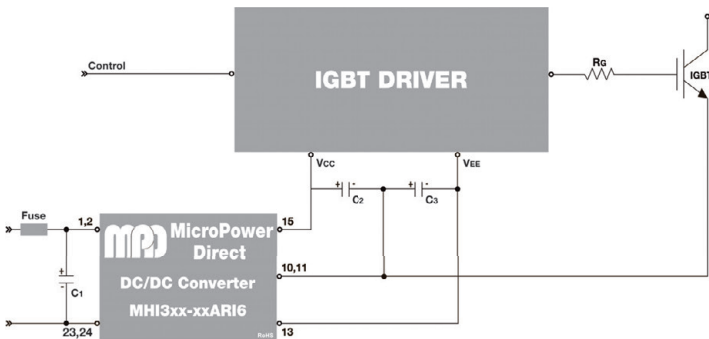 Control
IGBT DRIVER
RG
IGBT
VCC
VEE
+ -
C2
+ -
C3
Fuse
1,2
15
MPD MicroPower
Direct
10,11
+
-
C1
DC/DC Converter
MHI3xx-xxARI6
RoHS
23,24
13